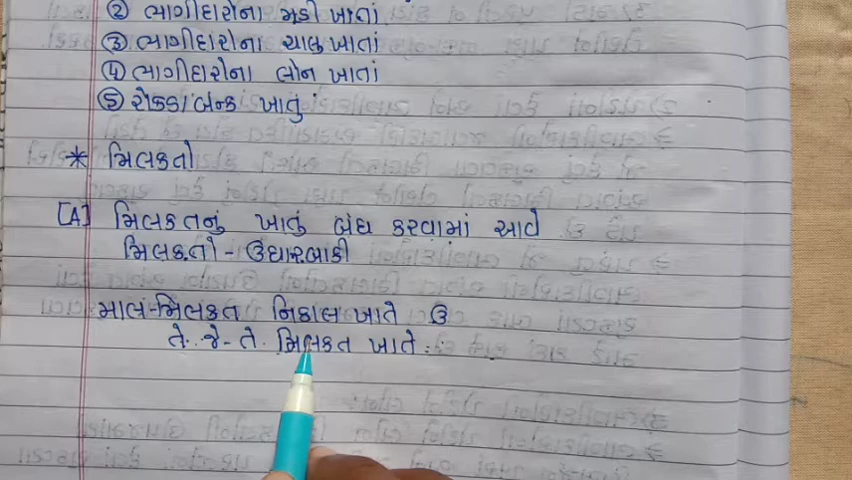 ② ભાગીદારોના મૂડી ખાતાં
③ ભાગીદારોના ચાલુ ખાતાં
④ ભાગીદારોના લોન ખાતાં
⑤ રોકડ/બેન્ક ખાતું
* મિલકતો
[A] મિલકતનું ખાતું બંધ કરવામાં આવે
મિલકતો - ઉધારબાકી
માલ-મિલકત નિકાલ ખાતે ઉ
તે. જે- તે. મિલકત ખાતે